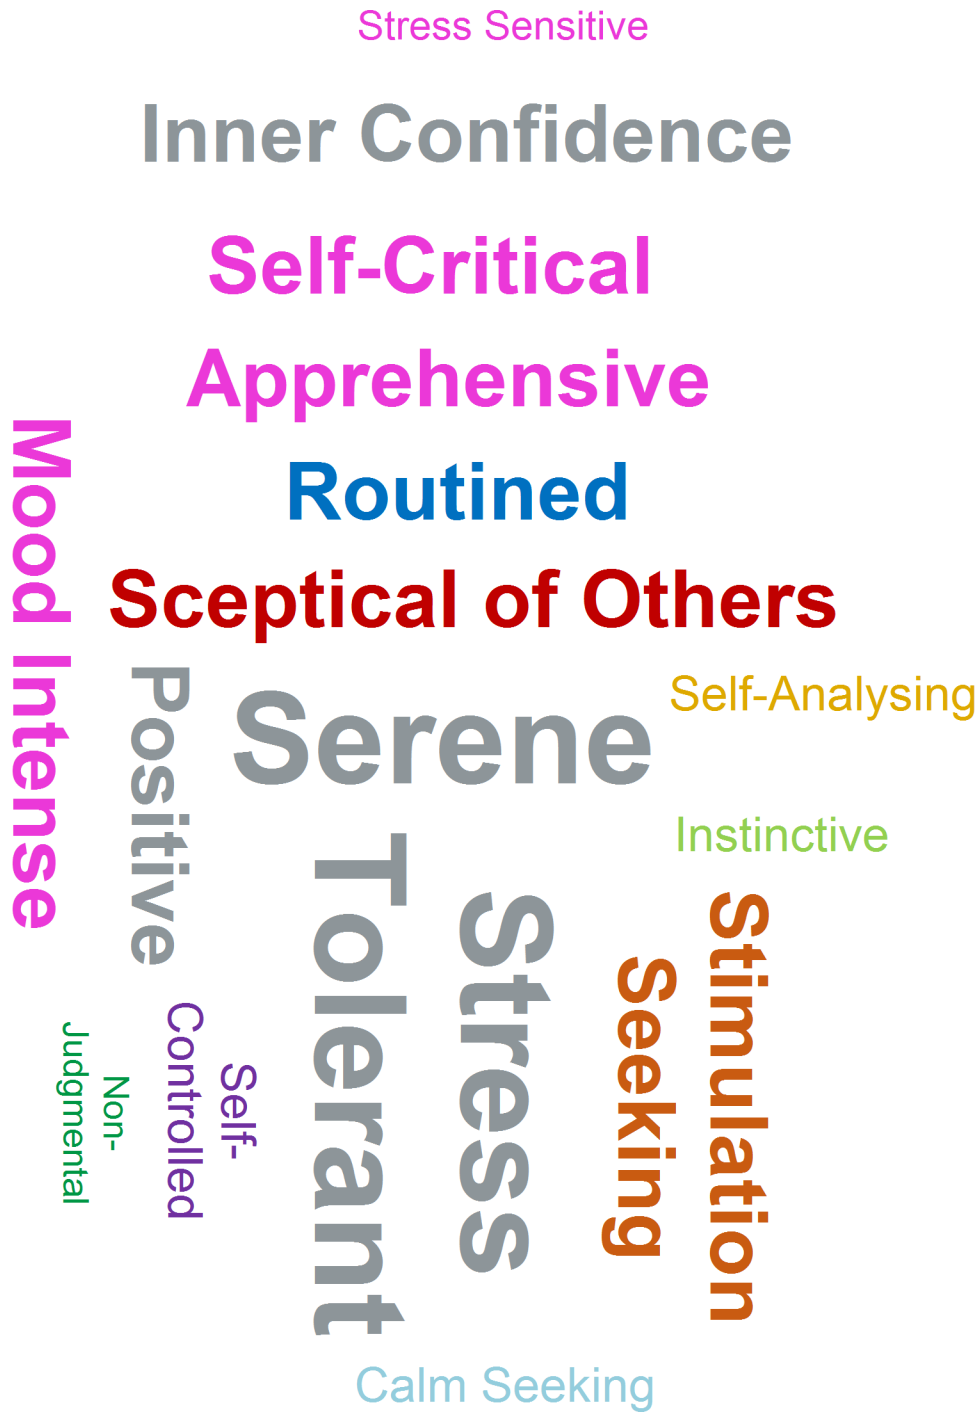 Stress Sensitive
Inner Confidence
Self-Critical
Apprehensive
Routined
Sceptical of Others
Mood Intense
Positive
Serene
Self-Analysing
Instinctive
Stress
Tolerant
Stimulation
Seeking
Self-
Controlled
Non-
Judgmental
Calm Seeking